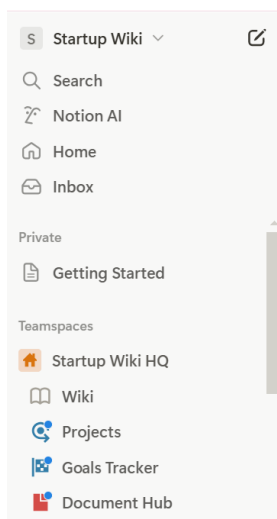 S Startup Wiki
Search
Notion AI
Home
Inbox
Private
Getting Started
Teamspaces
Startup Wiki HQ
Wiki
Projects
Goals Tracker
Document Hub